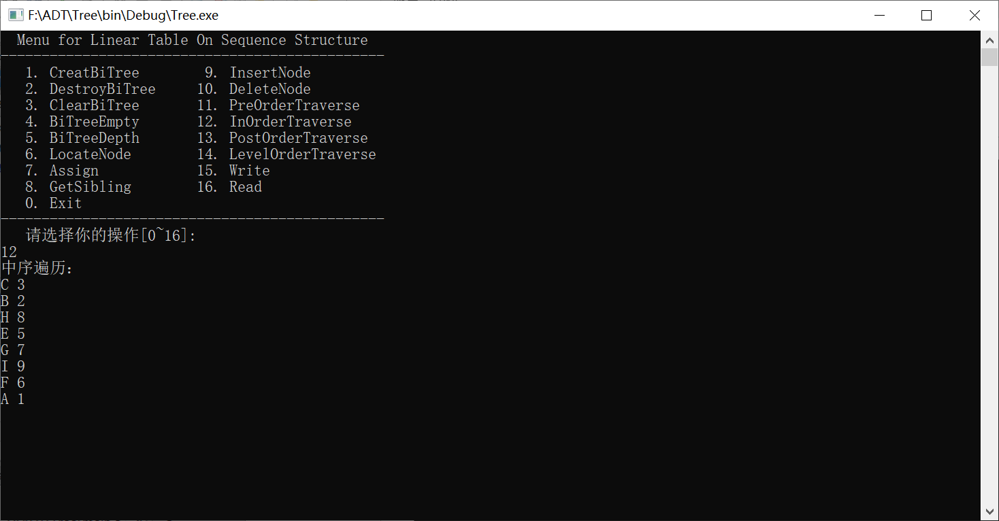 F:\ADT\Tree\bin\Debug\Tree.exe
Menu for Linear Table On Sequence Structure
-----------------------------------------------
1. CreatBiTree 9. InsertNode
2. DestroyBiTree 10. DeleteNode
3. ClearBiTree 11. PreOrderTraverse
4. BiTreeEmpty 12. InOrderTraverse
5. BiTreeDepth 13. PostOrderTraverse
6. LocateNode 14. LevelOrderTraverse
7. Assign 15. Write
8. GetSibling 16. Read
0. Exit
-----------------------------------------------
请选择你的操作[0~16]:
12
中序遍历：
C 3
B 2
H 8
E 5
G 7
I 9
F 6
A 1